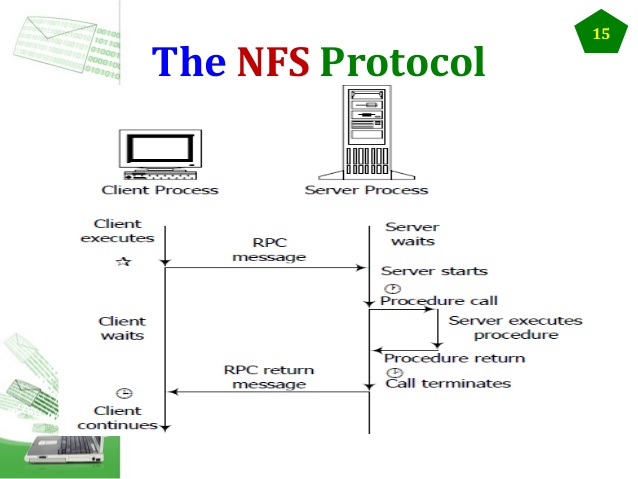 15
The NFS Protocol
Client Process
Server Process
Client
executes
Server
waits
RPC
message
Server starts
Procedure call
Client
waits
Server executes
procedure
Procedure return
RPC return
message
Call terminates
Client
continues